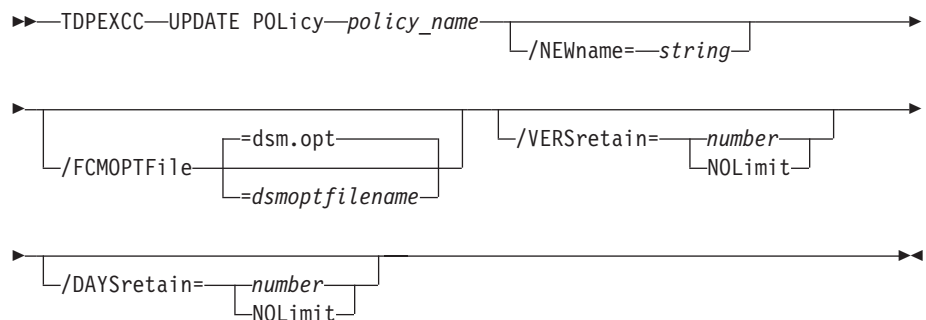 TDPEXCC UPDATE POLicy policy_name
/NEWname= string
=dsm.opt
/FCMOPTFile
=dsmoptfilename
/VERSretain= number
NOLimit
/DAYSretain= number
NOLimit